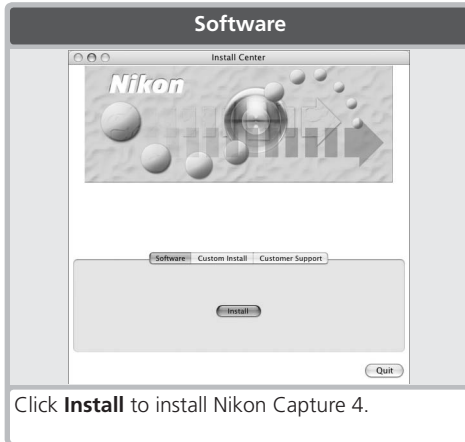 Software
Install Center
Nikon
Software Custom Install Customer Support
Install
Quit
Click Install to install Nikon Capture 4.